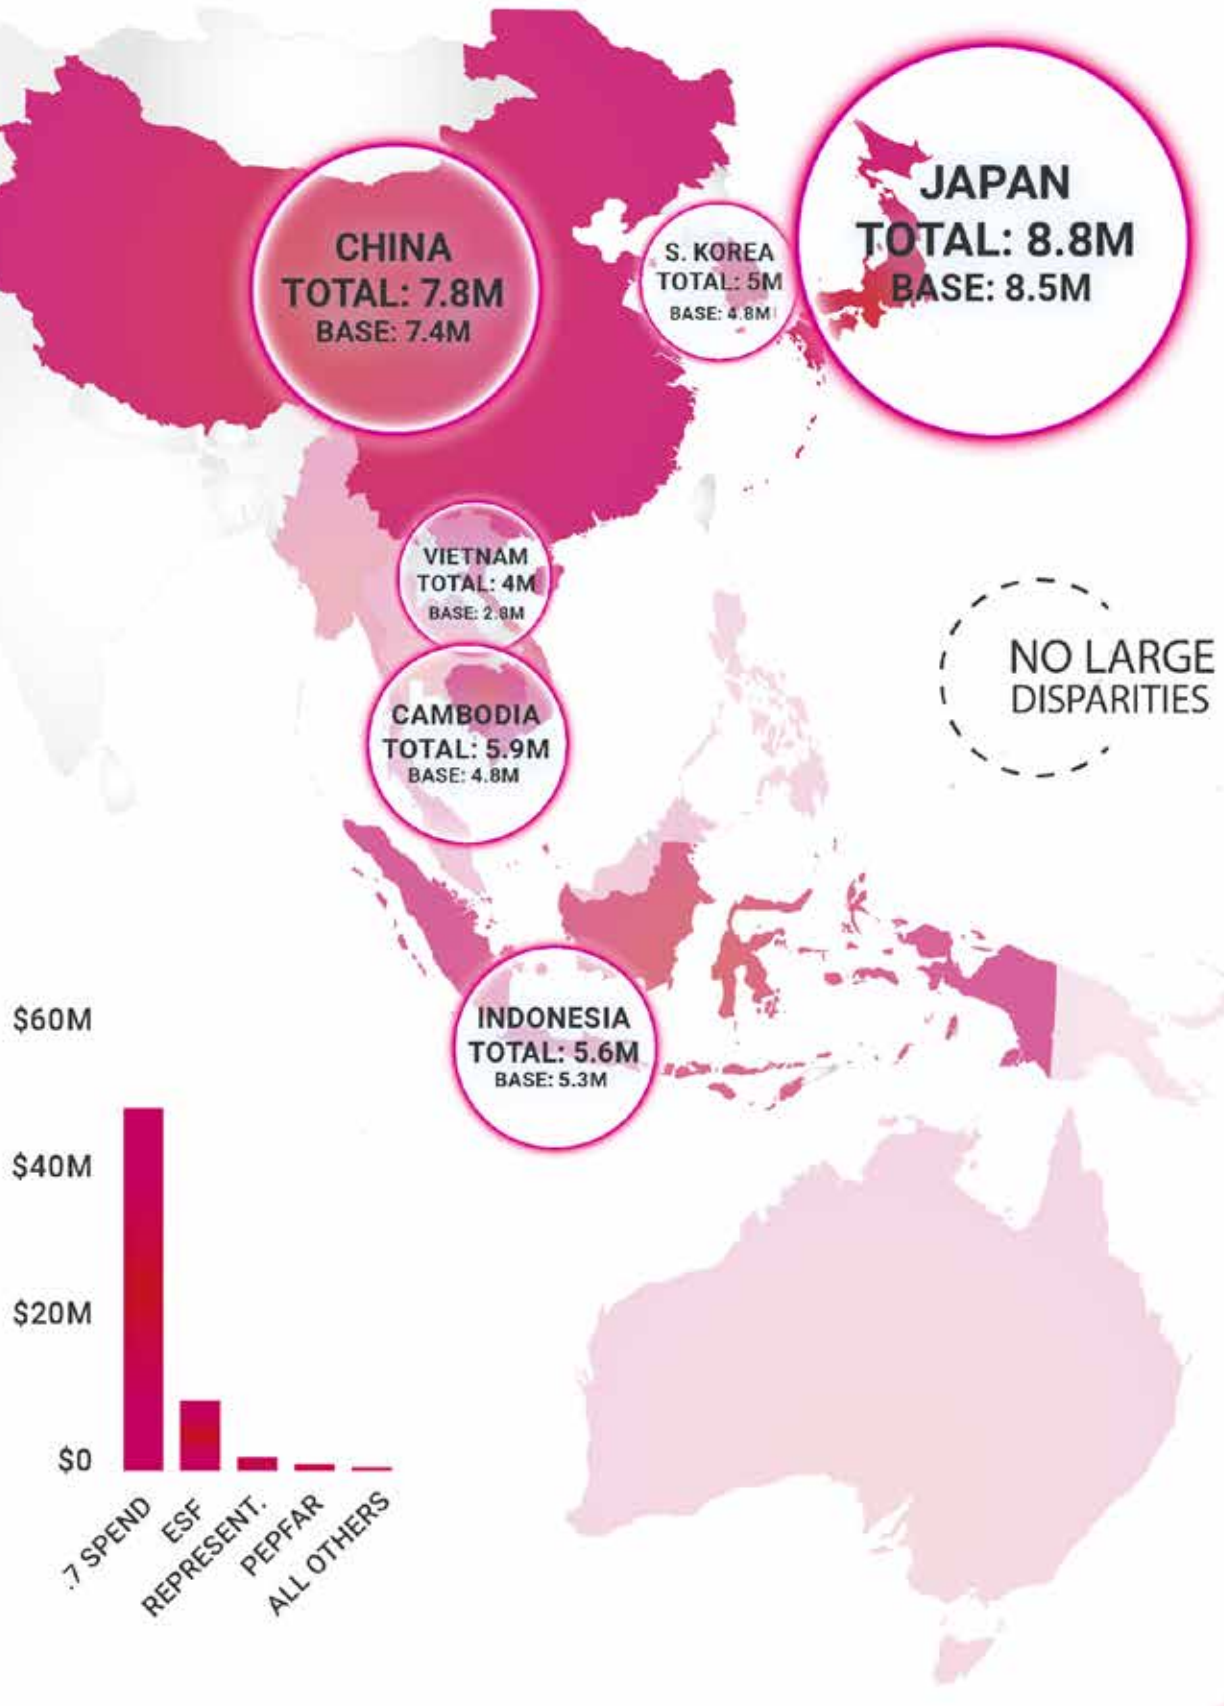 CHINA
TOTAL: 7.8M
BASE: 7.4M
S. KOREA
TOTAL: 5M
BASE: 4.8M
JAPAN
TOTAL: 8.8M
BASE: 8.5M
VIETNAM
TOTAL: 4M
BASE: 2.8M
NO LARGE
DISPARITIES
CAMBODIA
TOTAL: 5.9M
BASE: 4.8M
INDONESIA
TOTAL: 5.6M
BASE: 5.3M
$60M
$40M
$20M
$0
.7 SPEND
ESF
REPRESENT.
PEPFAR
ALL OTHERS